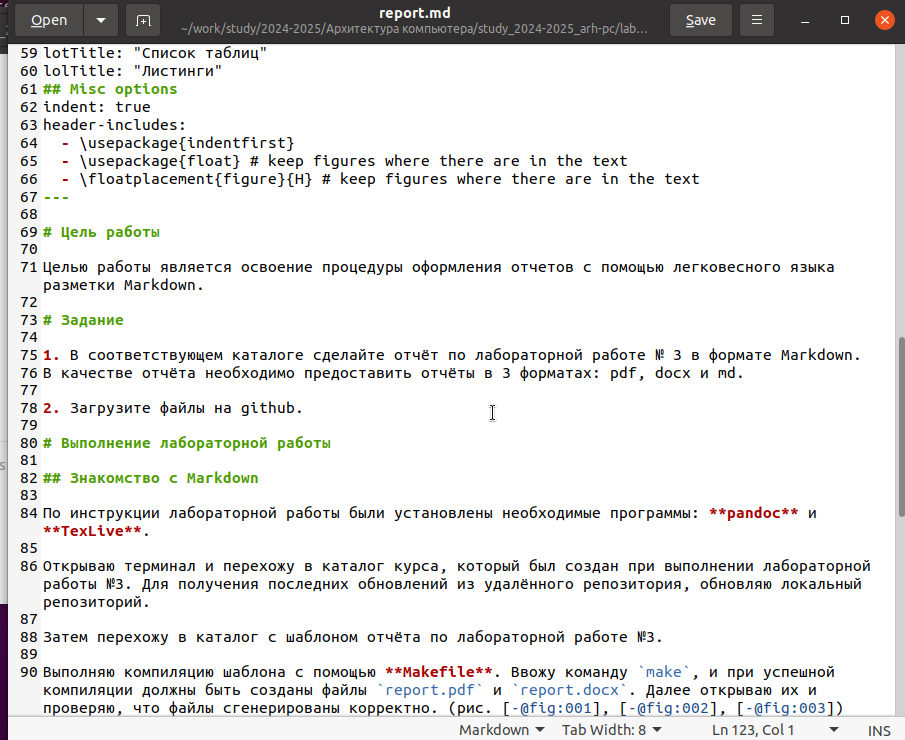 Open
report.md
~/work/study/2024-2025/Архитектура компьютера/study_2024-2025_arh-pc/lab…
Save
59 lotTitle: "Список таблиц"
60 lolTitle: "Листинги"
61 ## Misc options
62 indent: true
63 header-includes:
64   - \usepackage{indentfirst}
65   - \usepackage{float} # keep figures where there are in the text
66   - \floatplacement{figure}{H} # keep figures where there are in the text
67 ---
68
69 # Цель работы
70
71 Целью работы является освоение процедуры оформления отчетов с помощью легковесного языка
разметки Markdown.
72
73 # Задание
74
75 1. В соответствующем каталоге сделайте отчёт по лабораторной работе № 3 в формате Markdown.
76 В качестве отчёта необходимо предоставить отчёты в 3 форматах: pdf, docx и md.
77
78 2. Загрузите файлы на github.
79
80 # Выполнение лабораторной работы
81
82 ## Знакомство с Markdown
83
84 По инструкции лабораторной работы были установлены необходимые программы: **pandoc** и
**TexLive**.
85
86 Открываю терминал и перехожу в каталог курса, который был создан при выполнении лабораторной
работы №3. Для получения последних обновлений из удалённого репозитория, обновляю локальный
репозиторий.
87
88 Затем перехожу в каталог с шаблоном отчёта по лабораторной работе №3.
89
90 Выполняю компиляцию шаблона с помощью **Makefile**. Ввожу команду `make`, и при успешной
компиляции должны быть созданы файлы `report.pdf` и `report.docx`. Далее открываю их и
проверяю, что файлы сгенерированы корректно. (рис. [-@fig:001], [-@fig:002], [-@fig:003])
Markdown
Tab Width: 8
Ln 123, Col 1
INS